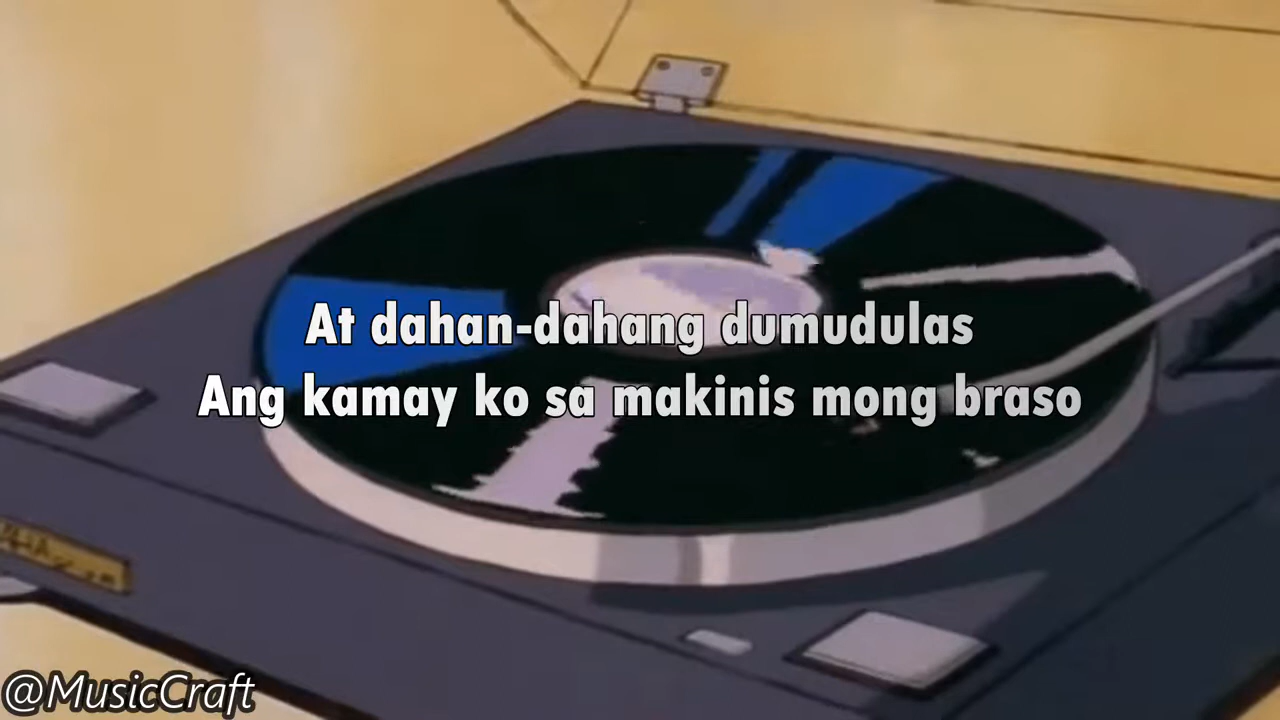 At dahan-dahang dumudulas
Ang kamay ko sa makinis mong braso
@MusicCraft